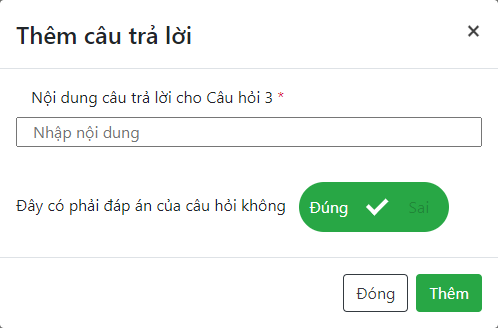 Thêm câu trả lời
×
Nội dung câu trả lời cho Câu hỏi 3 *
Nhập nội dung
Đây có phải đáp án của câu hỏi không
Đúng
Sai
Đóng
Thêm